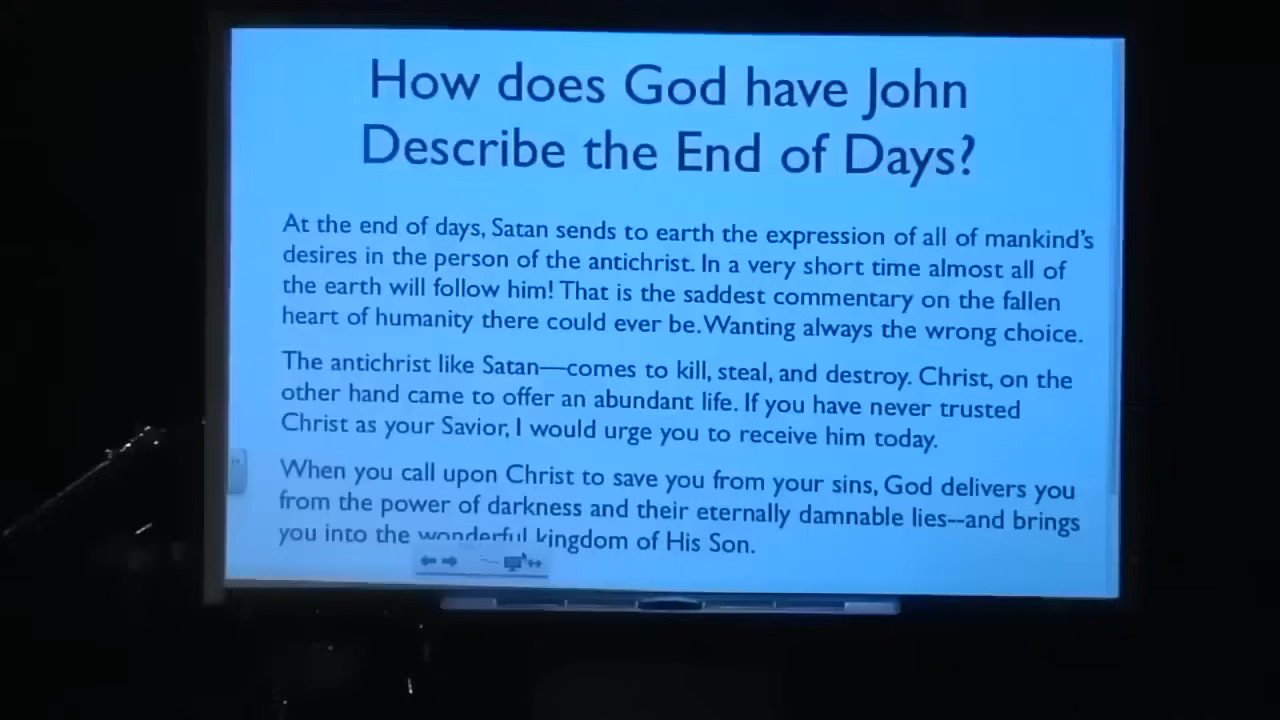 How does God have John
Describe the End of Days?
At the end of days, Satan sends to earth the expression of all of mankind's
desires in the person of the antichrist. In a very short time almost all of
the earth will follow him! That is the saddest commentary on the fallen
heart of humanity there could ever be. Wanting always the wrong choice.
The antichrist like Satan—comes to kill, steal, and destroy. Christ, on the
other hand came to offer an abundant life. If you have never trusted
Christ as your Savior, I would urge you to receive him today.
When you call upon Christ to save you from your sins, God delivers you
from the power of darkness and their eternally damnable lies--and brings
you into the wonderful kingdom of His Son.